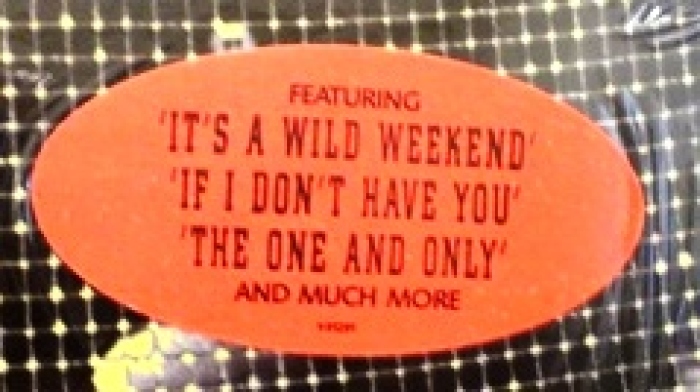 FEATURING
'IT'S A WILD WEEKEND'
'IF I DON'T HAVE YOU'
'THE ONE AND ONLY'
AND MUCH MORE